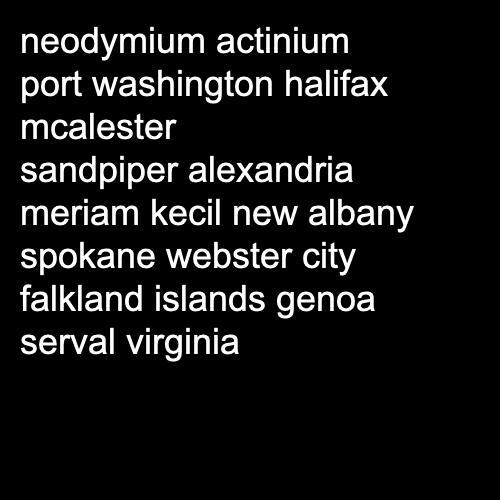 neodymium actinium
port washington halifax
mcalester
sandpiper alexandria
meriam kecil new albany
spokane webster city
falkland islands genoa
serval virginia